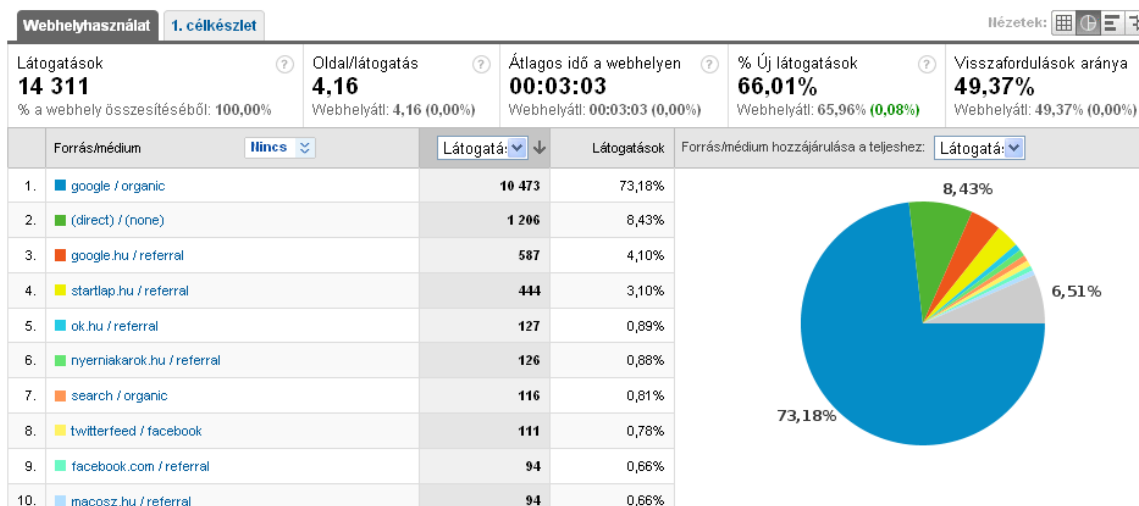 Webhelyhasználat 1. célkészlet Nézetek:
Látogatások ? Oldal/látogatás ? Átlagos idő a webhelyen ? % Új látogatások ? Visszafordulások aránya
14 311 4,16 00:03:03 66,01% 49,37%
% a webhely összesítéséből: 100,00% Webhelyátl: 4,16 (0,00%) Webhelyátl: 00:03:03 (0,00%) Webhelyátl: 65,96% (0,08%) Webhelyátl: 49,37% (0,00%)
Forrás/médium Nincs Látogatás Látogatások Forrás/médium hozzájárulása a teljeshez: Látogatás
1. google / organic 10 473 73,18%
2. (direct) / (none) 1 206 8,43%
3. google.hu / referral 587 4,10%
4. startlap.hu / referral 444 3,10%
5. ok.hu / referral 127 0,89%
6. nyerniakarok.hu / referral 126 0,88%
7. search / organic 116 0,81%
8. twitterfeed / facebook 111 0,78%
9. facebook.com / referral 94 0,66%
10. macosz.hu / referral 94 0,66%
8,43%
6,51%
73,18%